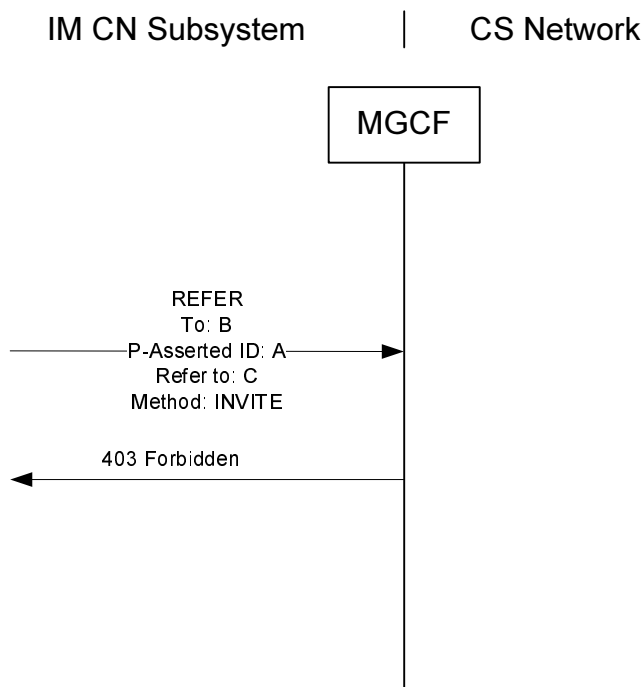 IM CN Subsystem
CS Network
MGCF
REFER
To: B
P-Asserted ID: A
Refer to: C
Method: INVITE
403 Forbidden